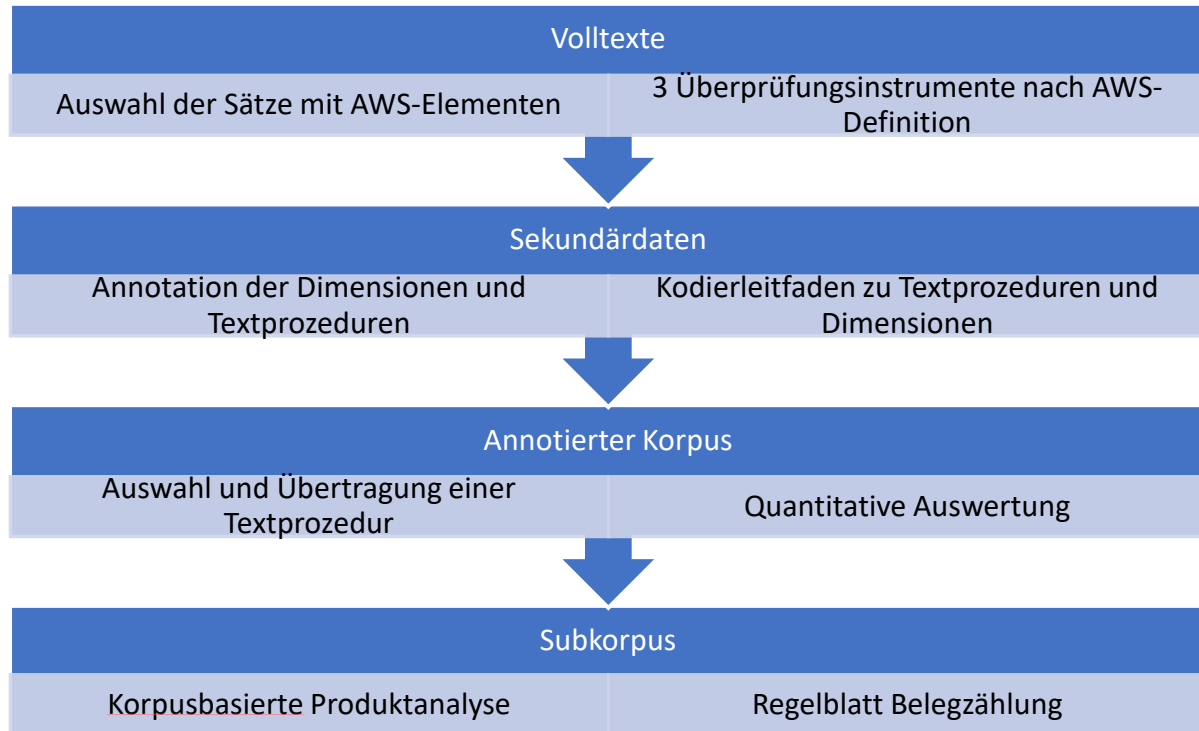 Volltexte
Auswahl der Sätze mit AWS-Elementen
3 Überprüfungsinstrumente nach AWS-
Definition
Sekundärdaten
Annotation der Dimensionen und
Textprozeduren
Kodierleitfaden zu Textprozeduren und
Dimensionen
Annotierter Korpus
Auswahl und Übertragung einer
Textprozedur
Quantitative Auswertung
Subkorpus
Korpusbasierte Produktanalyse
Regelblatt Belegzählung